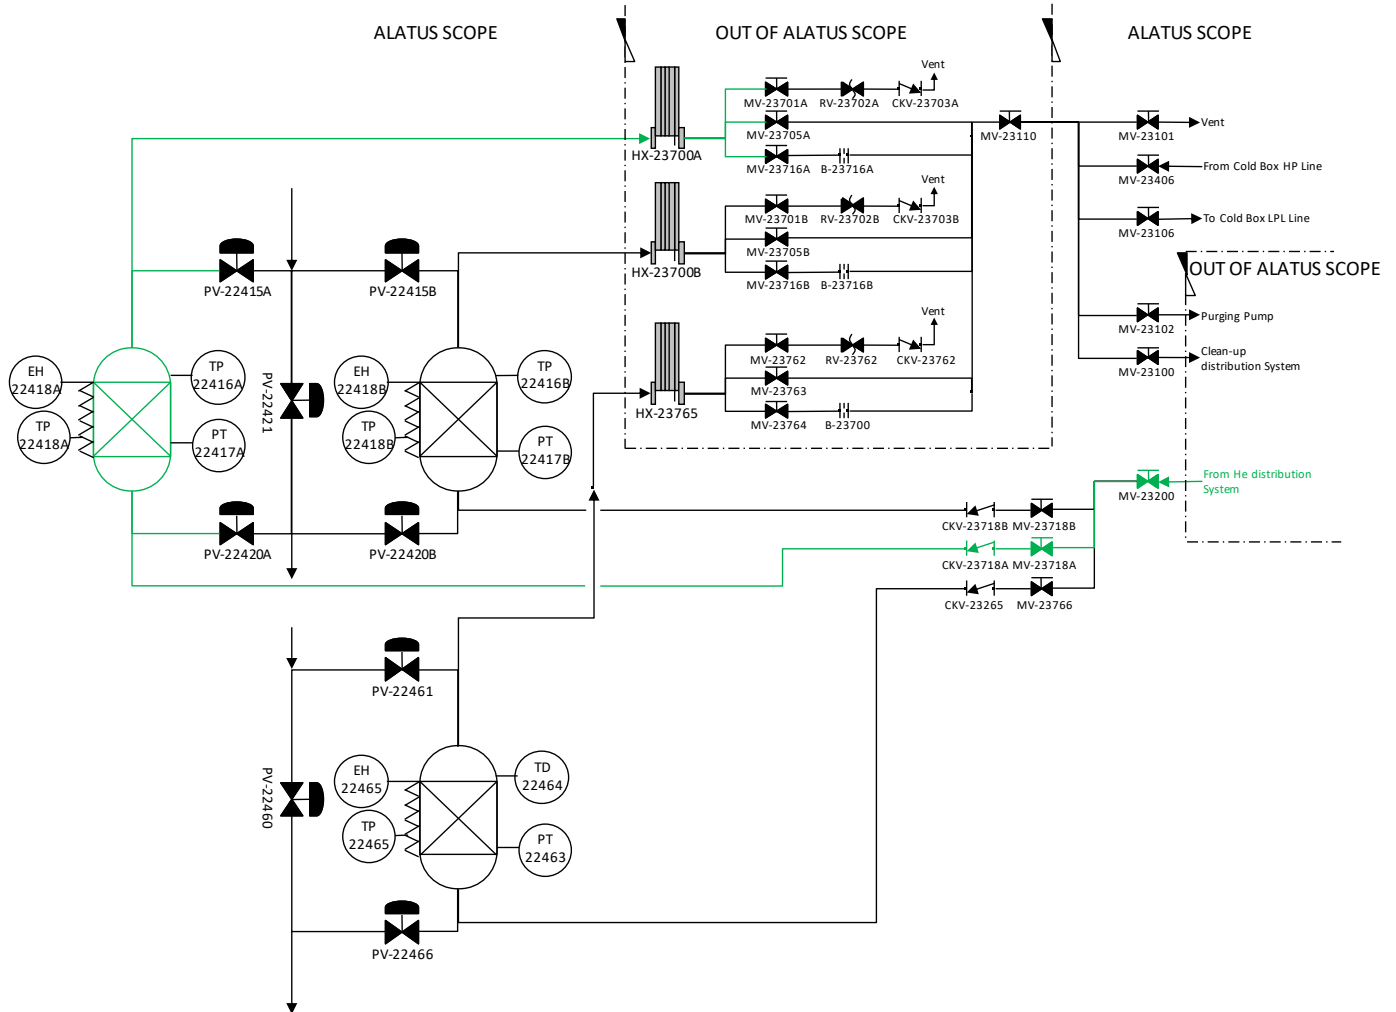 ALATUS SCOPE
OUT OF ALATUS SCOPE
ALATUS SCOPE
Vent
MV-23701A
RV-23702A
CKV-23703A
MV-23705A
HX-23700A
MV-23716A
B-23716A
MV-23110
MV-23101
Vent
MV-23406
From Cold Box HP Line
MV-23106
To Cold Box LPL Line
Vent
MV-23701B
RV-23702B
CKV-23703B
MV-23705B
HX-23700B
MV-23716B
B-23716B
OUT OF ALATUS SCOPE
PV-22415A
PV-22415B
MV-23102
Purging Pump
MV-23100
Clean-up
distribution System
Vent
MV-23762
RV-23762
CKV-23762
MV-23763
HX-23765
MV-23764
B-23700
EH
22418A
TP
22416A
TP
22418A
PT
22417A
PV-22421
EH
22418B
TP
22416B
TP
22418B
PT
22417B
MV-23200
From He distribution
System
PV-22420A
PV-22420B
CKV-23718B
MV-23718B
CKV-23718A
MV-23718A
CKV-23265
MV-23766
PV-22461
PV-22460
EH
22465
TD
22464
TP
22465
PT
22463
PV-22466